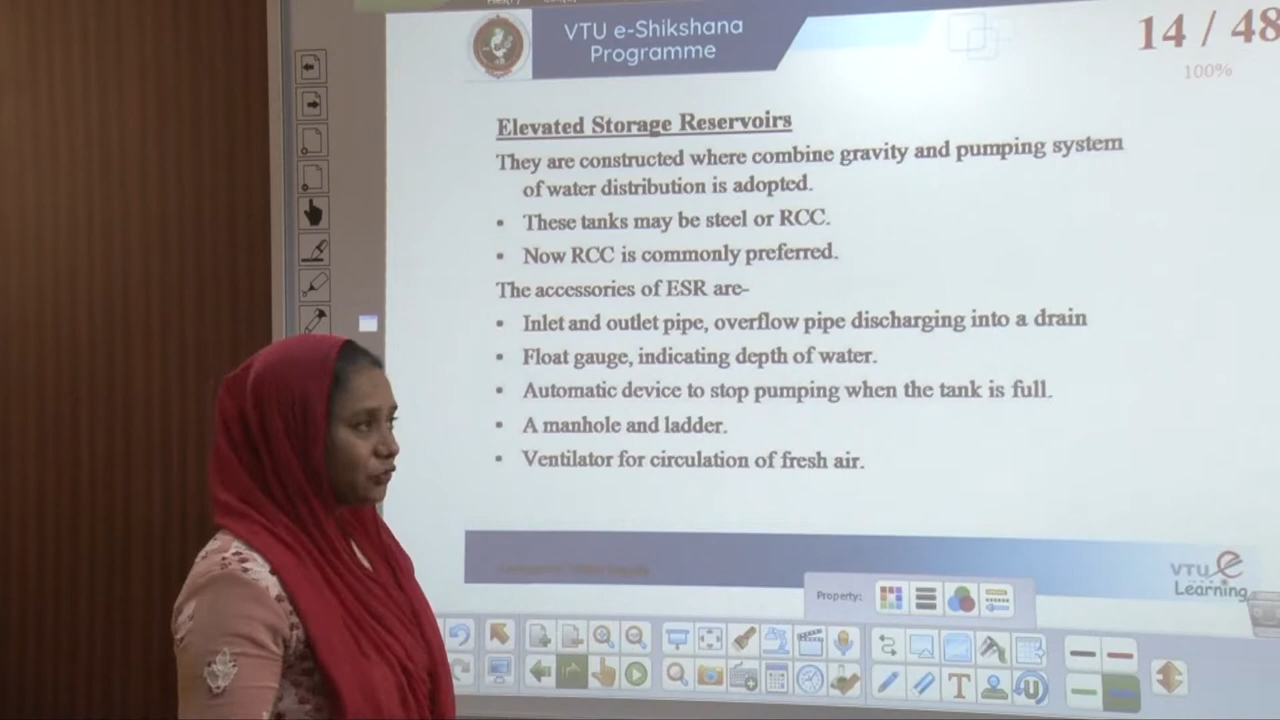 VTU e-Shikshana
Programme
14 / 48
100%
Elevated Storage Reservoirs
They are constructed where combine gravity and pumping system
of water distribution is adopted.
• These tanks may be steel or RCC.
• Now RCC is commonly preferred.
The accessories of ESR are-
• Inlet and outlet pipe, overflow pipe discharging into a drain
• Float gauge, indicating depth of water.
• Automatic device to stop pumping when the tank is full.
• A manhole and ladder.
• Ventilator for circulation of fresh air.
VTU e
Learning
Property:
T
U